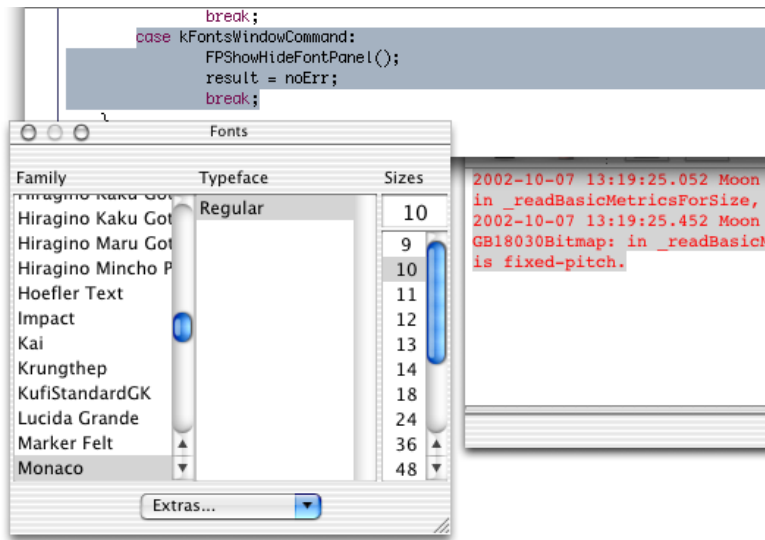 break;
case kFontsWindowCommand:
FPShowHideFontPanel();
result = noErr;
break;
}
Fonts
Family
Typeface
Sizes
Hiragino Kaku Got
Hiragino Kaku Got
Hiragino Maru Got
Hiragino Mincho P
Hoefler Text
Impact
Kai
Krungthep
KufiStandardGK
Lucida Grande
Marker Felt
Monaco
Regular
10
9
10
11
12
13
14
18
24
36
48
Extras...
2002-10-07 13:19:25.052 Moon
in _readBasicMetricsForSize,
2002-10-07 13:19:25.452 Moon
GB18030Bitmap: in _readBasicM
is fixed-pitch.